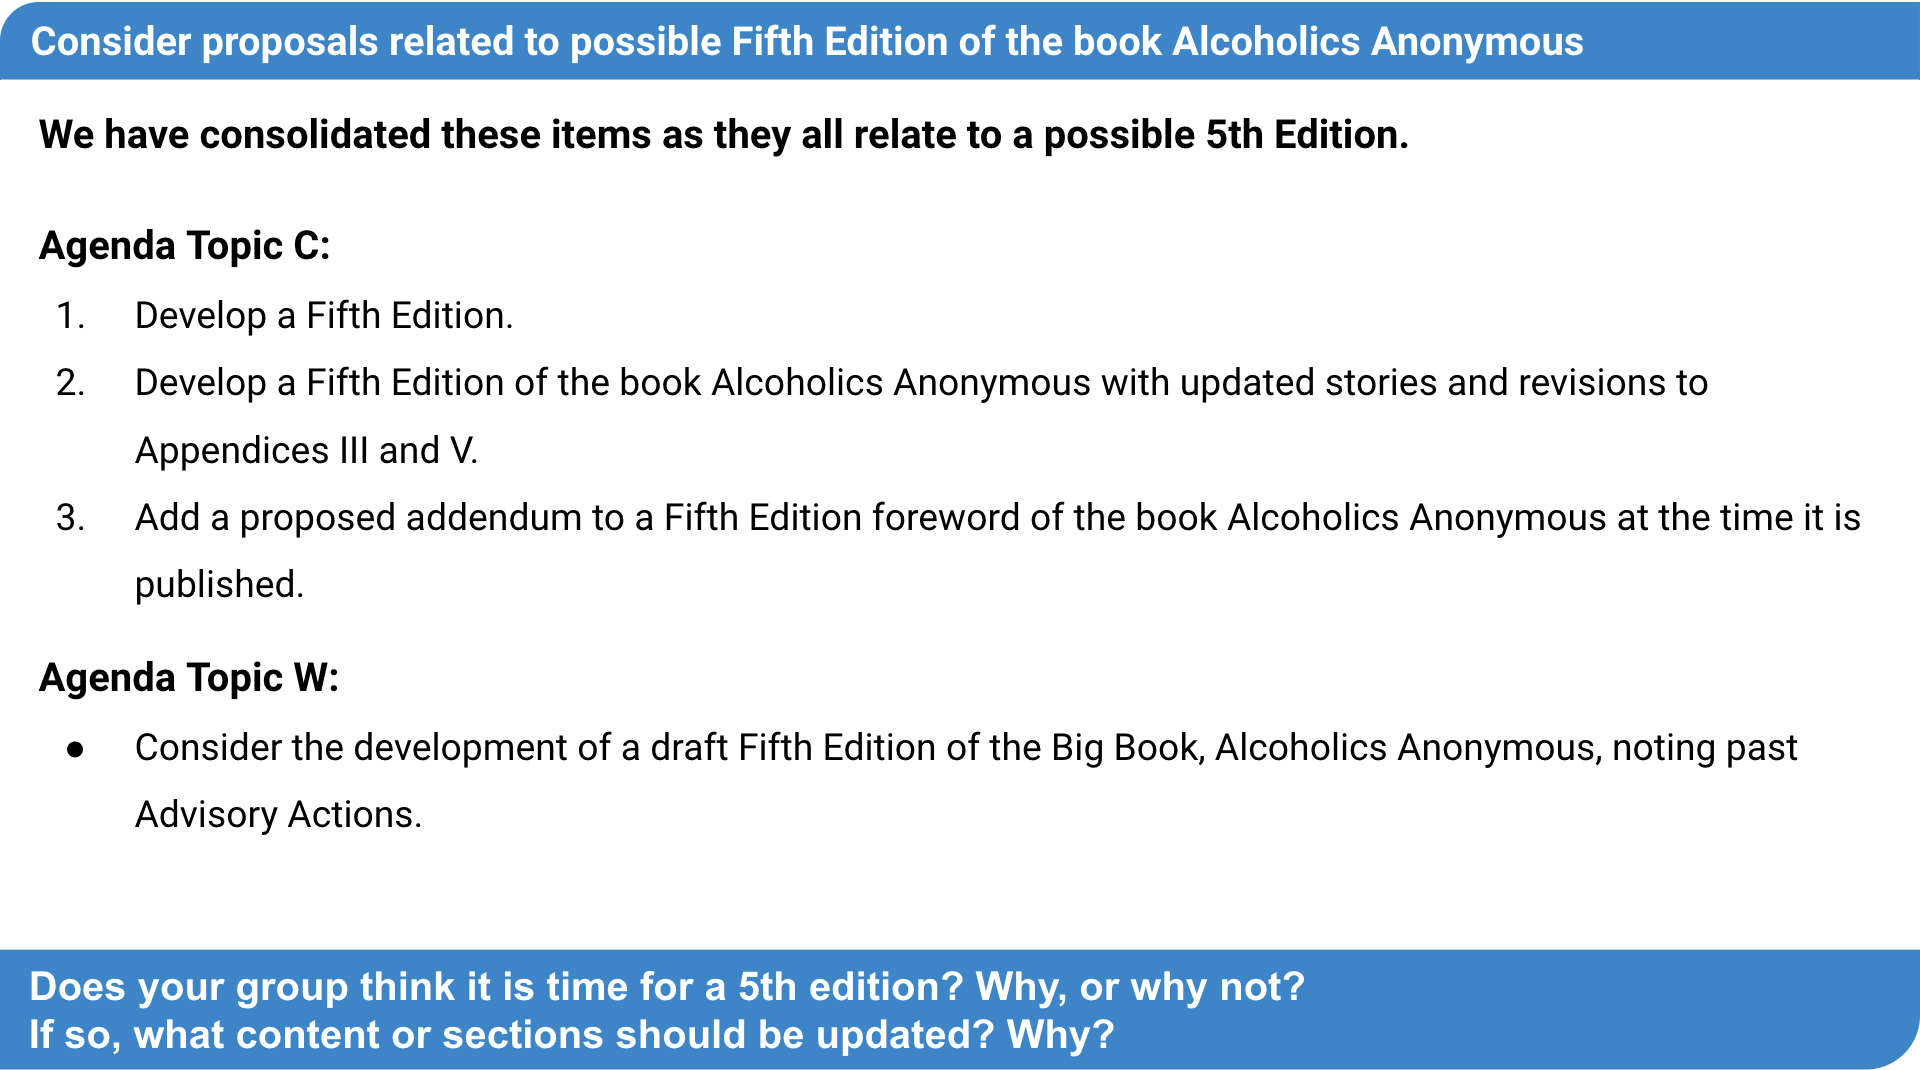 Consider proposals related to possible Fifth Edition of the book Alcoholics Anonymous
We have consolidated these items as they all relate to a possible 5th Edition.
Agenda Topic C:
1. Develop a Fifth Edition.
2. Develop a Fifth Edition of the book Alcoholics Anonymous with updated stories and revisions to
Appendices III and V.
3. Add a proposed addendum to a Fifth Edition foreword of the book Alcoholics Anonymous at the time it is
published.
Agenda Topic W:
● Consider the development of a draft Fifth Edition of the Big Book, Alcoholics Anonymous, noting past
Advisory Actions.
Does your group think it is time for a 5th edition? Why, or why not?
If so, what content or sections should be updated? Why?